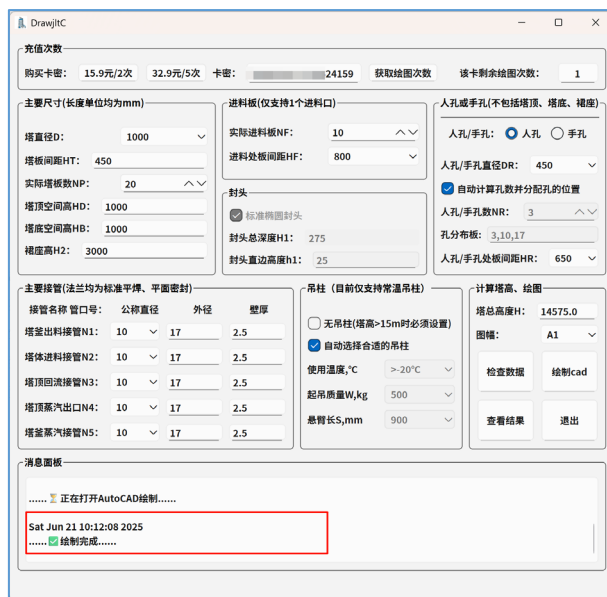 DrawjltC
充值次数
购买卡密: 15.9元/2次 32.9元/5次 卡密: 24159 获取绘图次数 该卡剩余绘图次数: 1
主要尺寸(长度单位均为mm)
塔直径D: 1000
塔板间距HT: 450
实际塔板数NP: 20
塔顶空间高HD: 1000
塔底空间高HB: 1000
裙座高H2: 3000
进料板(仅支持1个进料口)
实际进料板NF: 10
进料处板间距HF: 800
封头
标准椭圆封头
封头总深度H1: 275
封头直边高度h1: 25
人孔或手孔(不包括塔顶、塔底、裙座)
人孔/手孔: 人孔 手孔
人孔/手孔直径DR: 450
自动计算孔数并分配孔的位置
人孔/手孔数NR: 3
孔分布板: 3,10,17
人孔/手孔处板间距HR: 650
主要接管(法兰均为标准平焊、平面密封)
接管名称 管口号: 公称直径 外径 壁厚
塔釜出料接管N1: 10 17 2.5
塔体进料接管N2: 10 17 2.5
塔顶回流接管N3: 10 17 2.5
塔顶蒸汽出口N4: 10 17 2.5
塔釜蒸汽接管N5: 10 17 2.5
吊柱（目前仅支持常温吊柱）
无吊柱(塔高>15m时必须设置)
自动选择合适的吊柱
使用温度,℃ >-20℃
起吊质量W,kg 500
悬臂长S,mm 900
计算塔高、绘图
塔总高度H: 14575.0
图幅: A1
检查数据 绘制cad
查看结果 退出
消息面板
...... ⏳ 正在打开AutoCAD绘制......
Sat Jun 21 10:12:08 2025
...... ✅ 绘制完成......